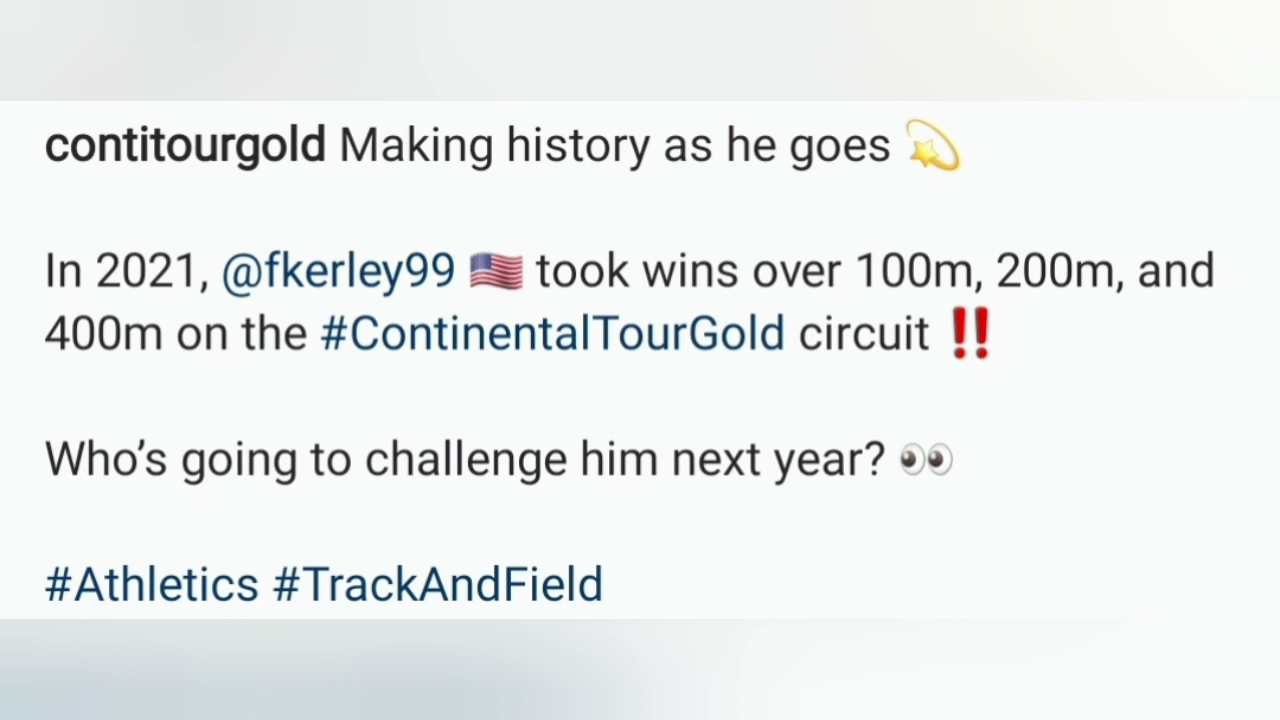 contitourgold Making history as he goes 💫
In 2021, @fkerley99 🇺🇸 took wins over 100m, 200m, and
400m on the #ContinentalTourGold circuit ‼️
Who’s going to challenge him next year? 👀
#Athletics #TrackAndField